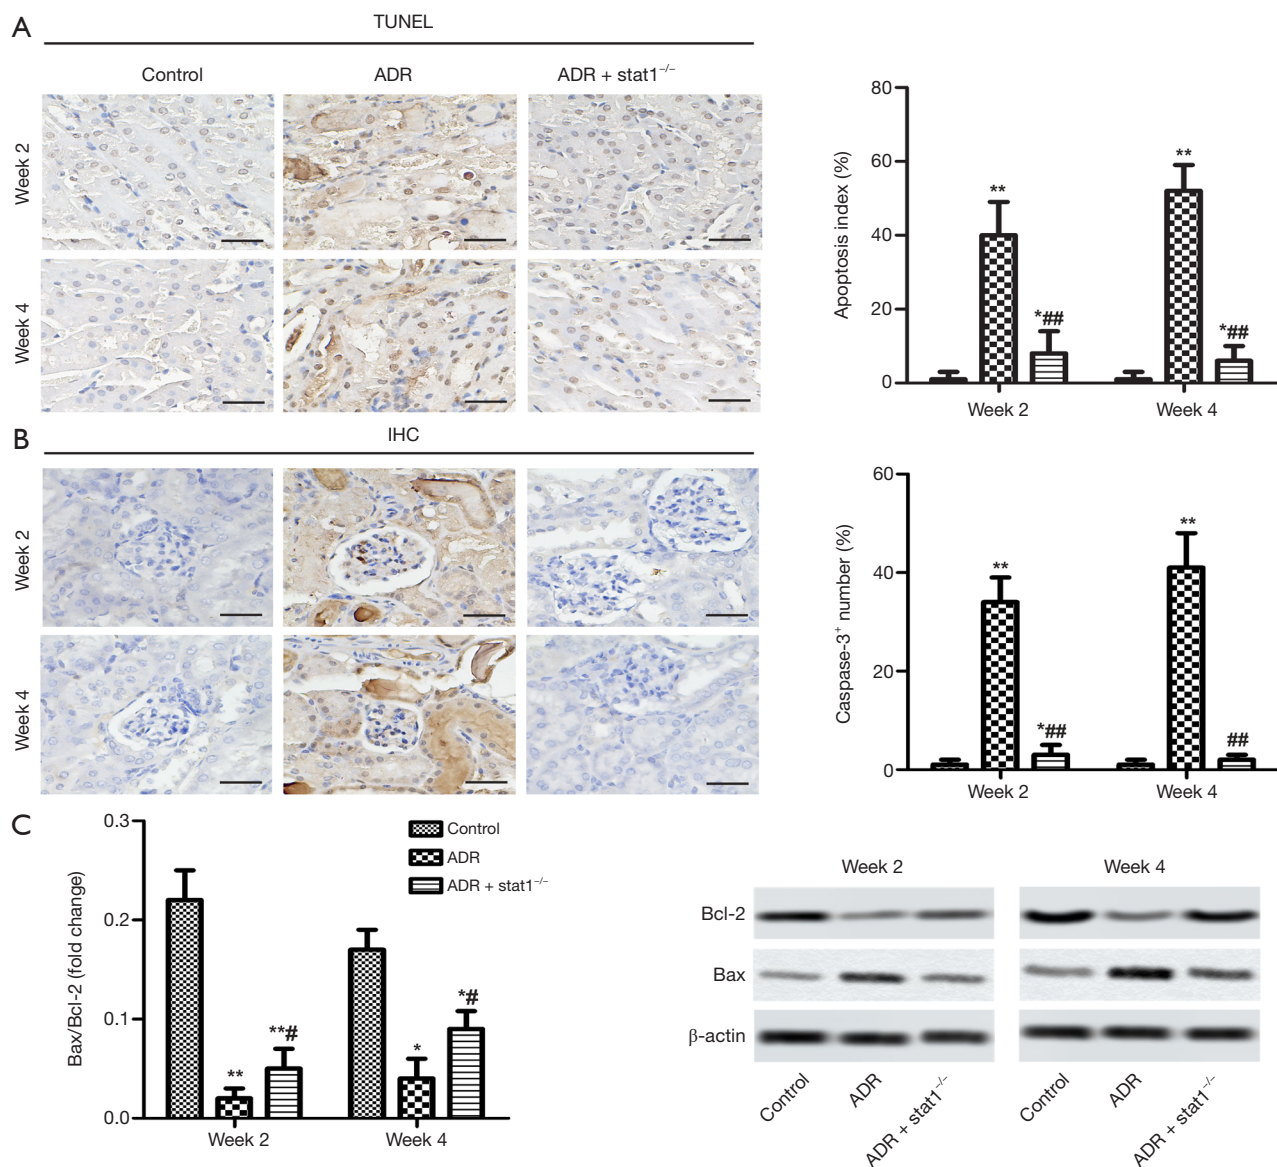 A
TUNEL
Control
ADR
ADR + stat1⁻/⁻
Week 2
Week 4
Apoptosis index (%)
80
60
40
20
0
**
*##
**
*##
Week 2
Week 4
B
IHC
Week 2
Week 4
Caspase-3⁺ number (%)
60
40
20
0
**
*##
**
##
Week 2
Week 4
C
Bax/Bcl-2 (fold change)
0.3
0.2
0.1
0.0
**
**#
*
*#
Week 2
Week 4
Control
ADR
ADR + stat1⁻/⁻
Week 2
Week 4
Bcl-2
Bax
β-actin
Control
ADR
ADR + stat1⁻/⁻
Control
ADR
ADR + stat1⁻/⁻